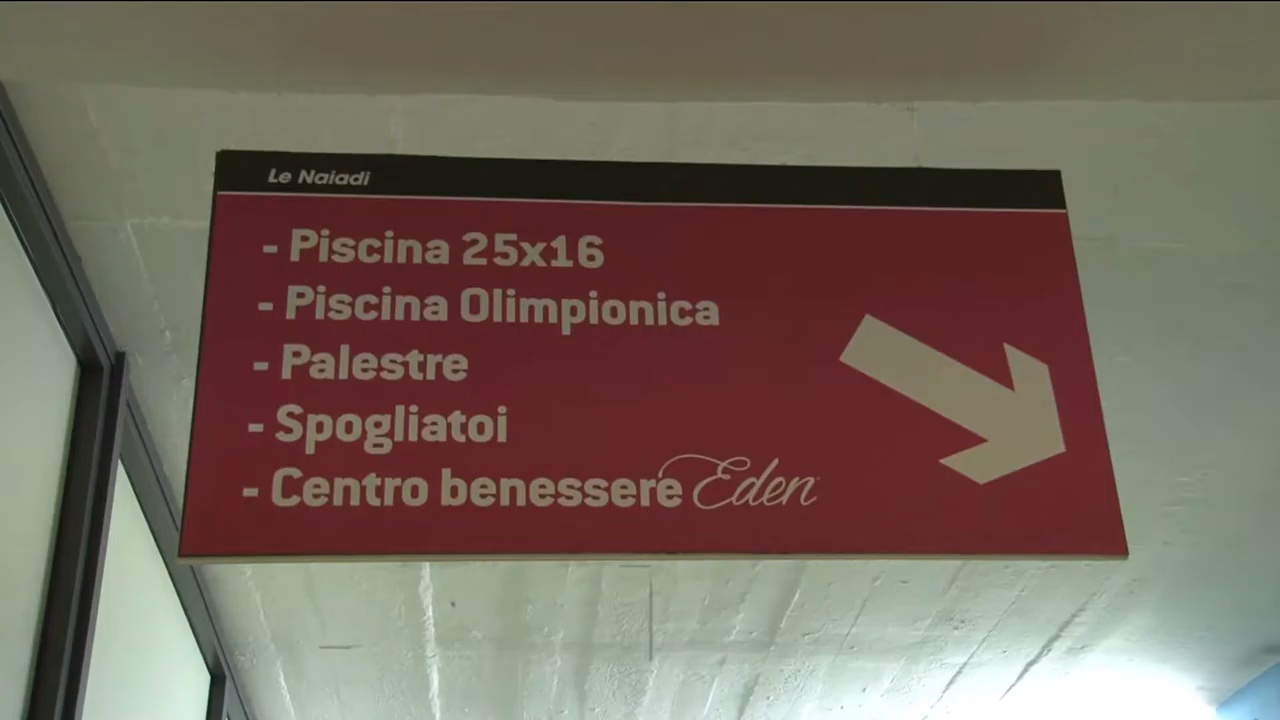 Le Naiadi
- Piscina 25x16
- Piscina Olimpionica
- Palestre
- Spogliatoi
- Centro benessere Eden